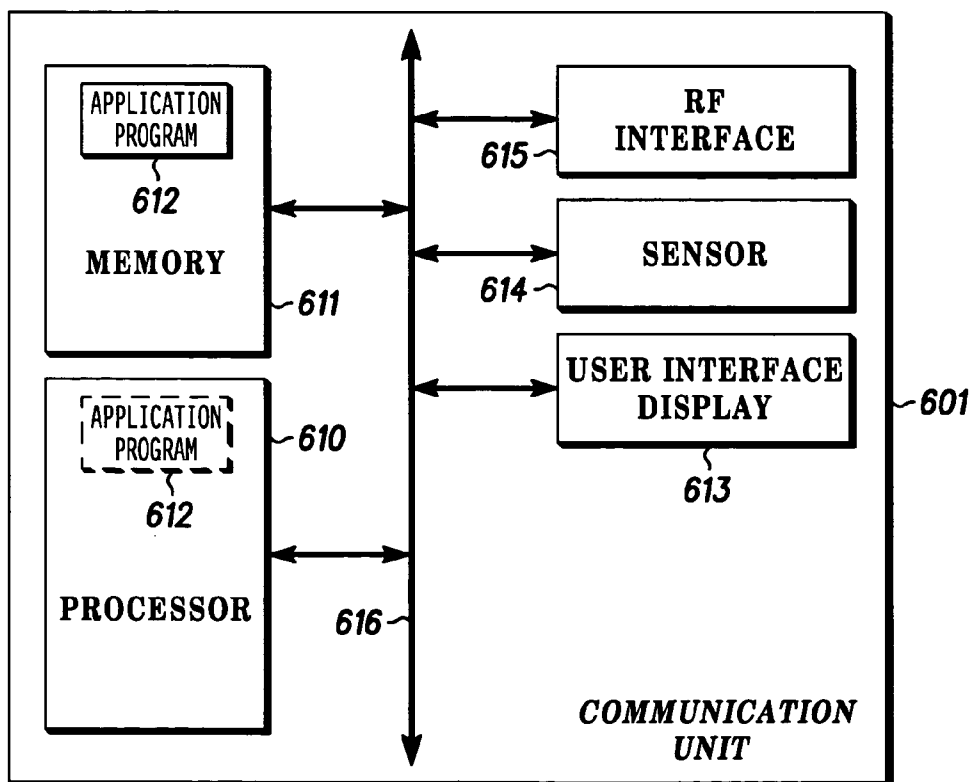 APPLICATION
PROGRAM
612
MEMORY
611
APPLICATION
PROGRAM
612
610
PROCESSOR
616
RF
INTERFACE
615
SENSOR
614
USER INTERFACE
DISPLAY
613
601
COMMUNICATION
UNIT